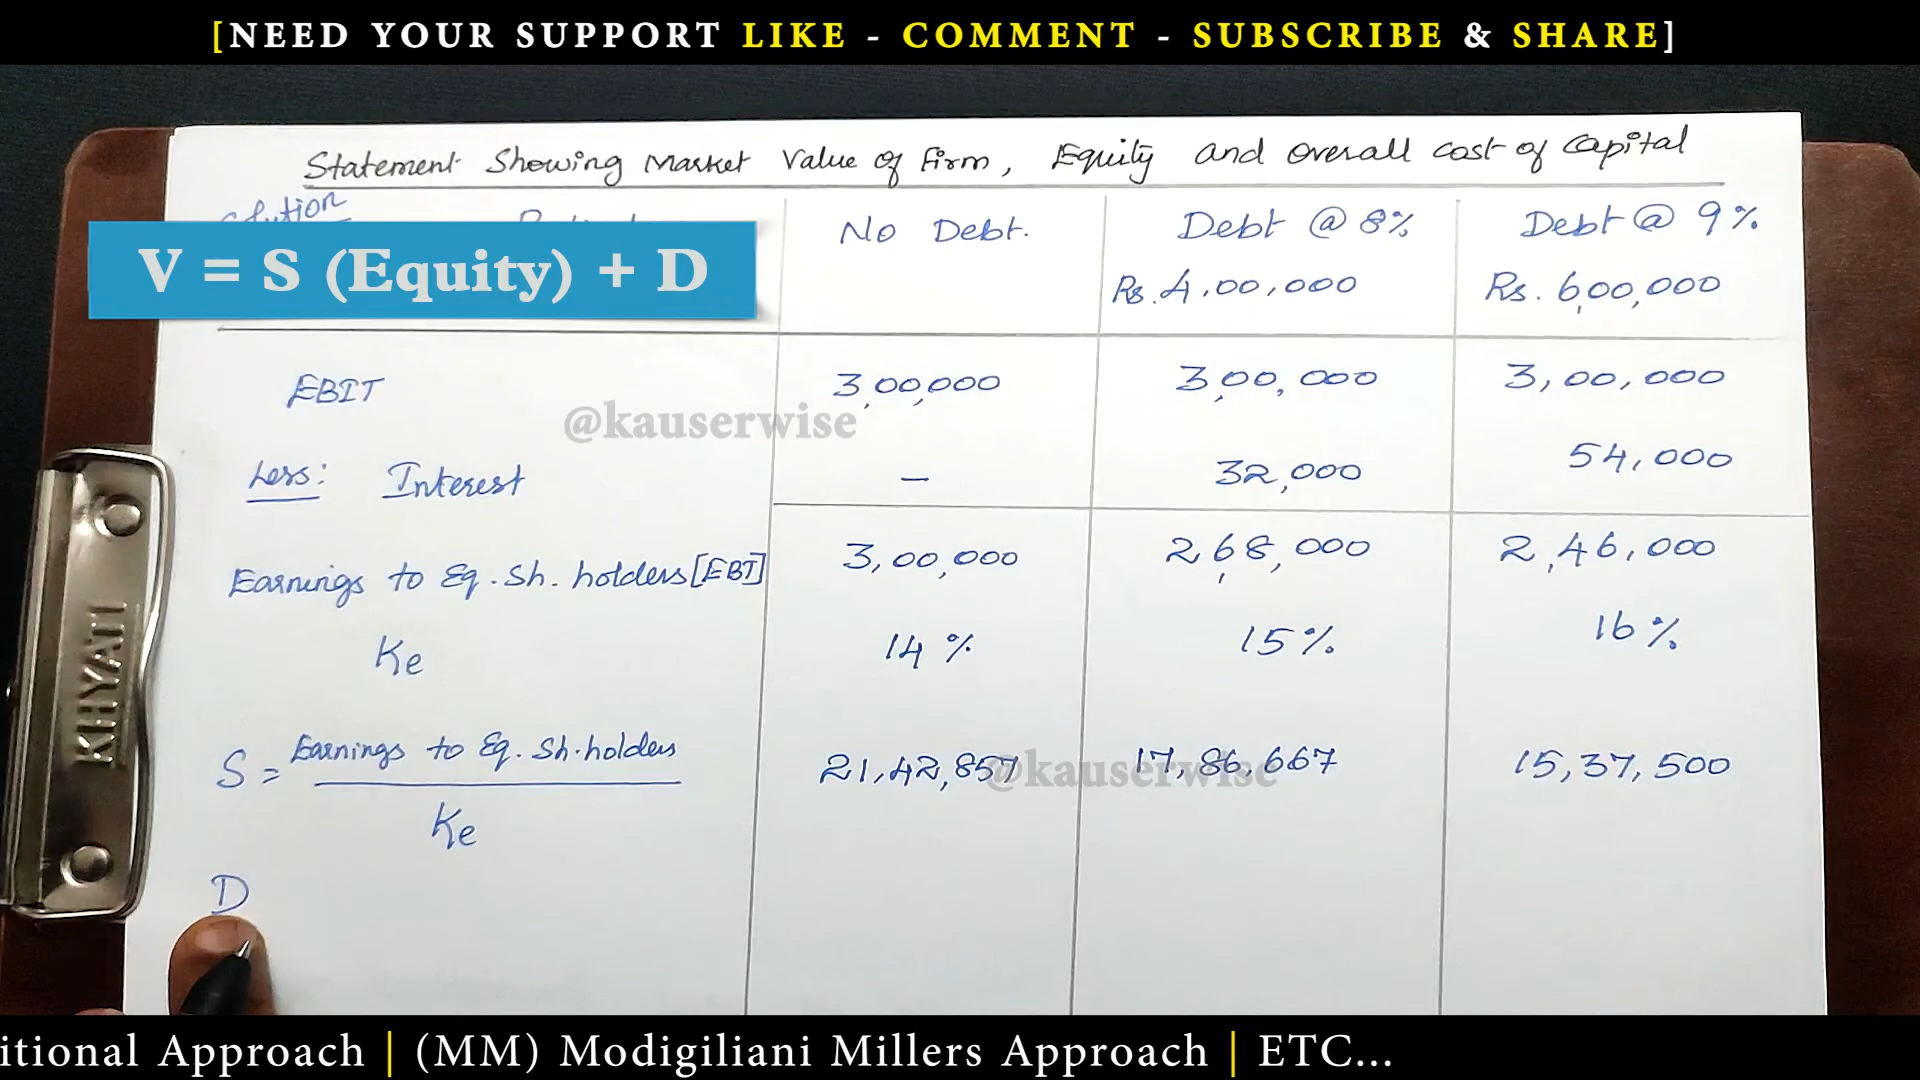 [NEED YOUR SUPPORT LIKE - COMMENT - SUBSCRIBE & SHARE]
Statement Showing Market Value of Firm, Equity and overall cost of capital
V = S (Equity) + D
No Debt. Debt @ 8% Debt @ 9%
Rs. 4,00,000 Rs. 6,00,000
EBIT 3,00,000 3,00,000 3,00,000
@kauserwise
Less: Interest - 32,000 54,000
Earnings to Eq. Sh. holders [EBT] 3,00,000 2,68,000 2,46,000
Ke 14% 15% 16%
S = Earnings to Eq. Sh. holders 21,42,857 17,86,667 15,37,500
@kauserwise
Ke
D
KHYATI
Approach | (MM) Modigiliani Millers Approach | ETC...